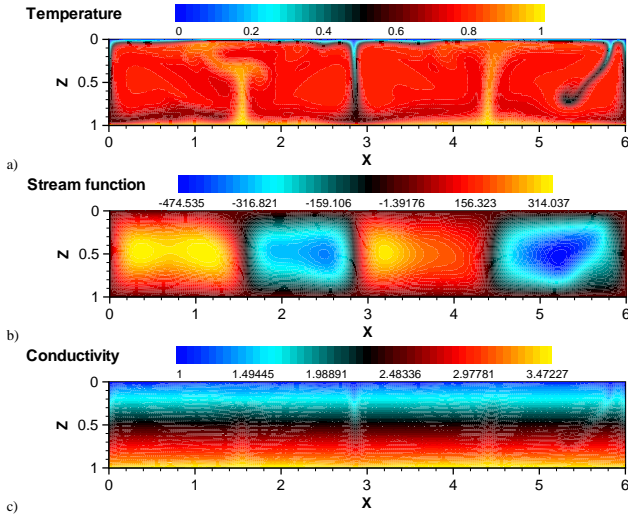 Temperature
0 0.2 0.4 0.6 0.8 1
0
0.5
1
Z
0 1 2 3 4 5 6
X
a)
Stream function
-474.535 -316.821 -159.106 -1.39176 156.323 314.037
0
0.5
1
Z
0 1 2 3 4 5 6
X
b)
Conductivity
1 1.49445 1.98891 2.48336 2.97781 3.47227
0
0.5
1
Z
0 1 2 3 4 5 6
X
c)